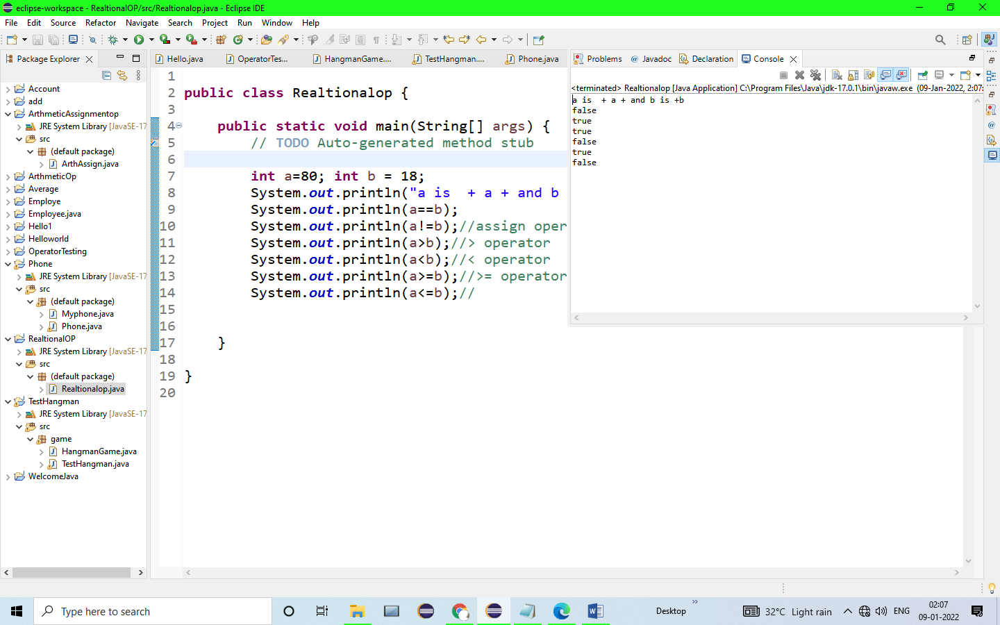 eclipse-workspace - RealtionalOP/src/Realtionalop.java - Eclipse IDE
File Edit Source Refactor Navigate Search Project Run Window Help
Package Explorer
Account
add
ArthmeticAssignmentop
JRE System Library [JavaSE-17
src
(default package)
ArthAssign.java
ArthmeticOp
Average
Employe
Employee.java
Hello1
Helloworld
OperatorTesting
Phone
JRE System Library [JavaSE-17
src
(default package)
Myphone.java
Phone.java
RealtionalOP
JRE System Library [JavaSE-17
src
(default package)
Realtionalop.java
TestHangman
JRE System Library [JavaSE-17
src
game
HangmanGame.java
TestHangman.java
WelcomeJava
Hello.java OperatorTes... HangmanGame.... TestHangman.... Phone.java
1
2 public class Realtionalop {
3
4 public static void main(String[] args) {
5 // TODO Auto-generated method stub
6
7 int a=80; int b = 18;
8 System.out.println("a is  + a + and b
9 System.out.println(a==b);
10 System.out.println(a!=b);//assign oper
11 System.out.println(a>b);//> operator
12 System.out.println(a<b);//< operator
13 System.out.println(a>=b);//>= operator
14 System.out.println(a<=b);//
15
16
17 }
18
19 }
20
Problems @ Javadoc Declaration Console
<terminated> Realtionalop [Java Application] C:\Program Files\Java\jdk-17.0.1\bin\javaw.exe (09-Jan-2022, 2:07:
a is  + a + and b is +b
false
true
true
false
true
false
Type here to search
Desktop
32°C Light rain
ENG
02:07
09-01-2022